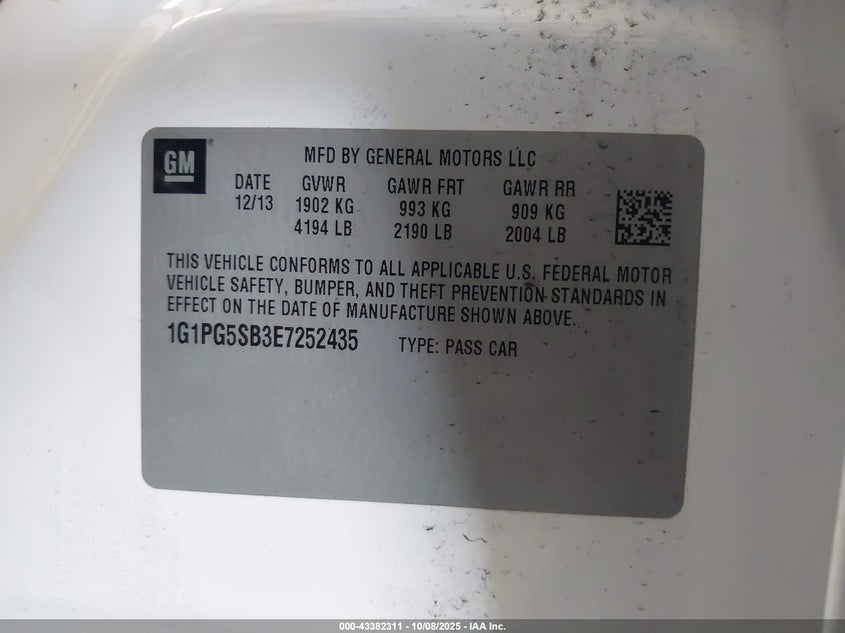 GM
MFD BY GENERAL MOTORS LLC
DATE GVWR GAWR FRT GAWR RR
12/13 1902 KG 993 KG 909 KG
4194 LB 2190 LB 2004 LB
THIS VEHICLE CONFORMS TO ALL APPLICABLE U.S. FEDERAL MOTOR
VEHICLE SAFETY, BUMPER, AND THEFT PREVENTION STANDARDS IN
EFFECT ON THE DATE OF MANUFACTURE SHOWN ABOVE.
1G1PG5SB3E7252435 TYPE: PASS CAR
000-43382311 - 10/08/2025 - IAA Inc.